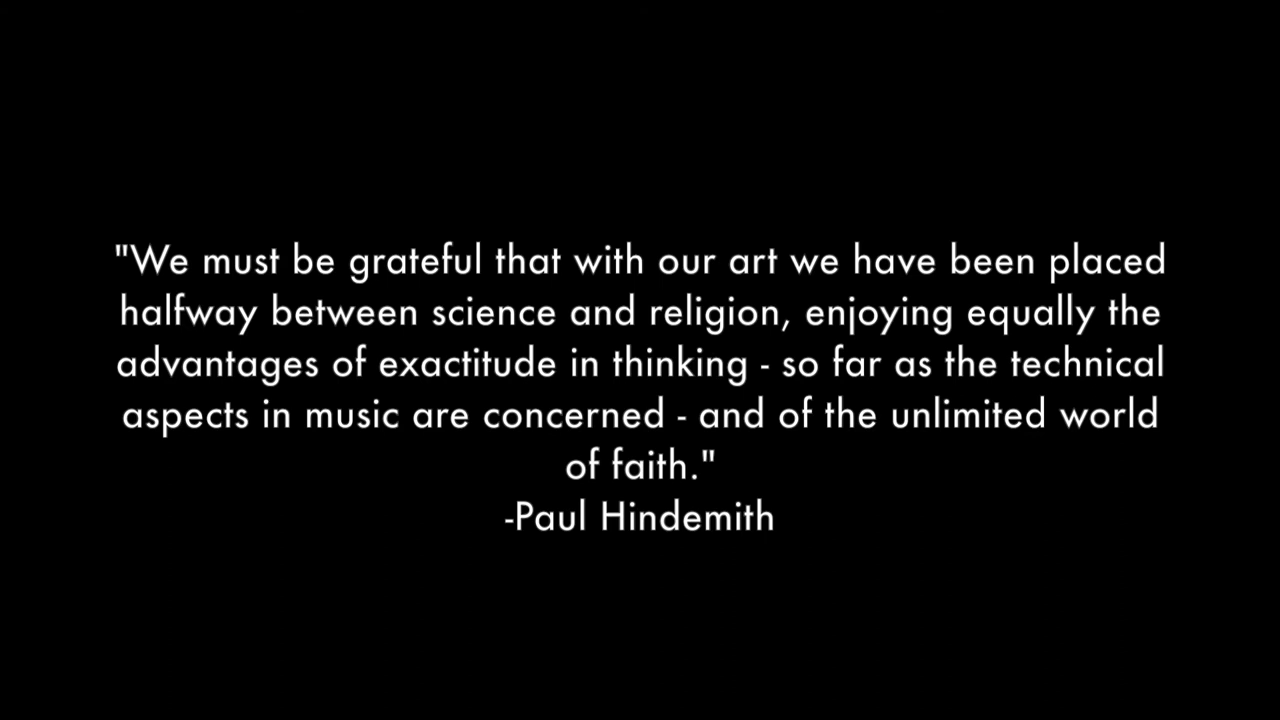 "We must be grateful that with our art we have been placed
halfway between science and religion, enjoying equally the
advantages of exactitude in thinking - so far as the technical
aspects in music are concerned - and of the unlimited world
of faith."
-Paul Hindemith